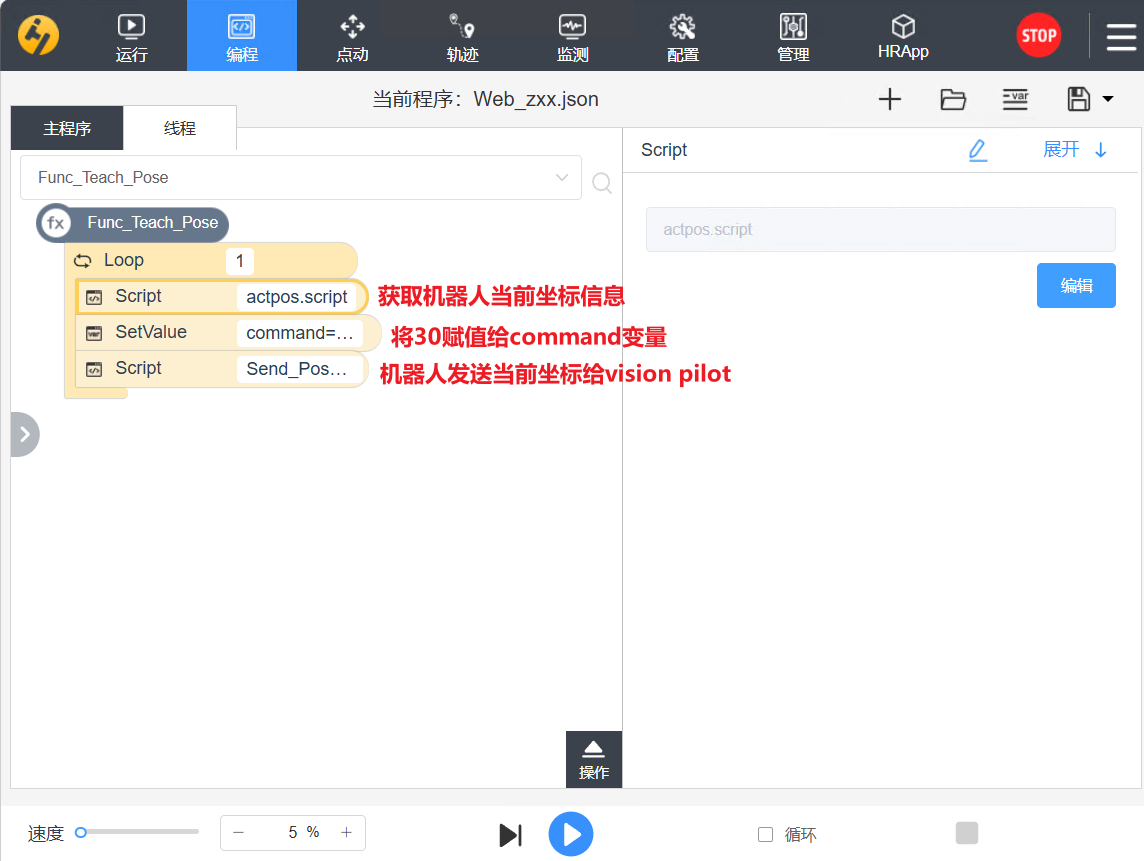 运行
编程
点动
轨迹
监测
配置
管理
HRApp
STOP
当前程序：Web_zxx.json
var
主程序
线程
Func_Teach_Pose
fx Func_Teach_Pose
Loop 1
Script actpos.script 获取机器人当前坐标信息
SetValue command=... 将30赋值给command变量
Script Send_Pos... 机器人发送当前坐标给vision pilot
操作
Script
展开
actpos.script
编辑
速度
− 5 % +
循环